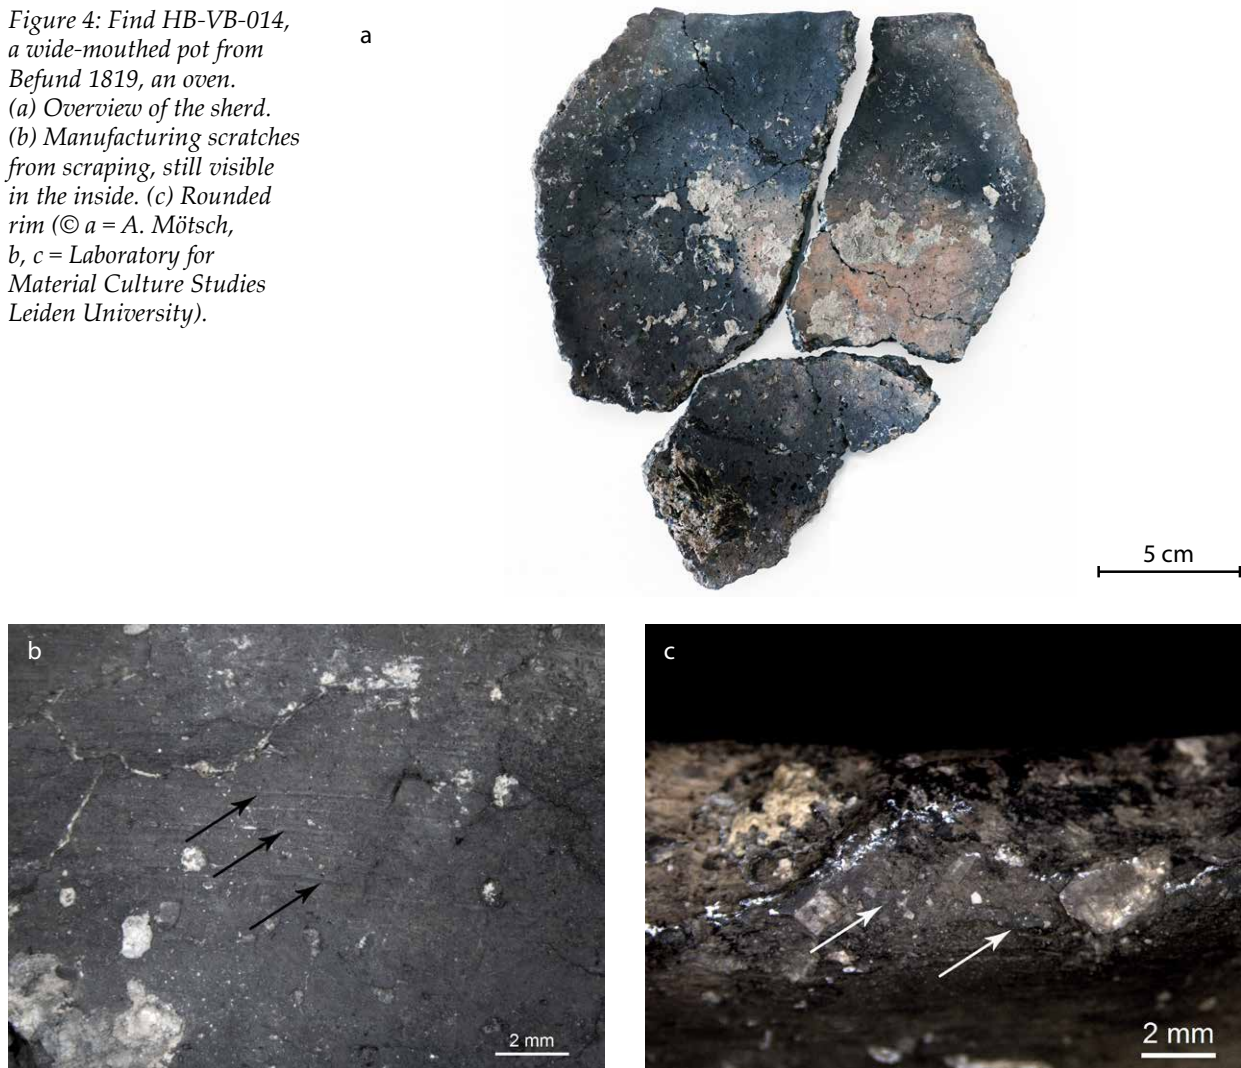 Figure 4: Find HB-VB-014,
a wide-mouthed pot from
Befund 1819, an oven.
(a) Overview of the sherd.
(b) Manufacturing scratches
from scraping, still visible
in the inside. (c) Rounded
rim (© a = A. Mötsch,
b, c = Laboratory for
Material Culture Studies
Leiden University).
a
5 cm
b
2 mm
c
2 mm